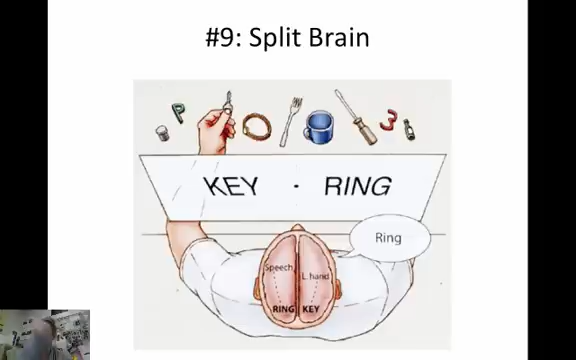 #9: Split Brain
P
3
KEY · RING
Ring
Speech
L.hand
RING KEY